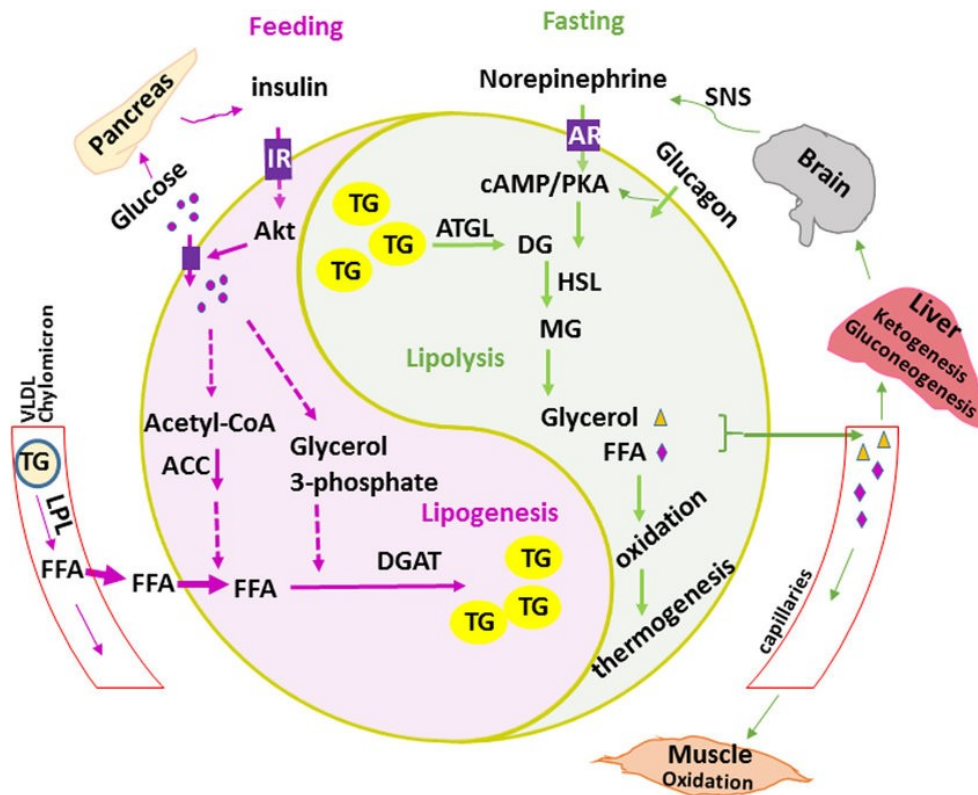 Feeding
Fasting
Pancreas
insulin
Norepinephrine
SNS
Brain
IR
AR
Glucose
Glucagon
cAMP/PKA
Akt
TG
TG
TG
ATGL
DG
HSL
MG
Lipolysis
Liver
Ketogenesis
Gluconeogenesis
VLDL
Chylomicron
TG
LPL
FFA
FFA
FFA
Acetyl-CoA
ACC
Glycerol
3-phosphate
Lipogenesis
DGAT
TG
TG
TG
Glycerol
FFA
oxidation
thermogenesis
capillaries
Muscle
Oxidation